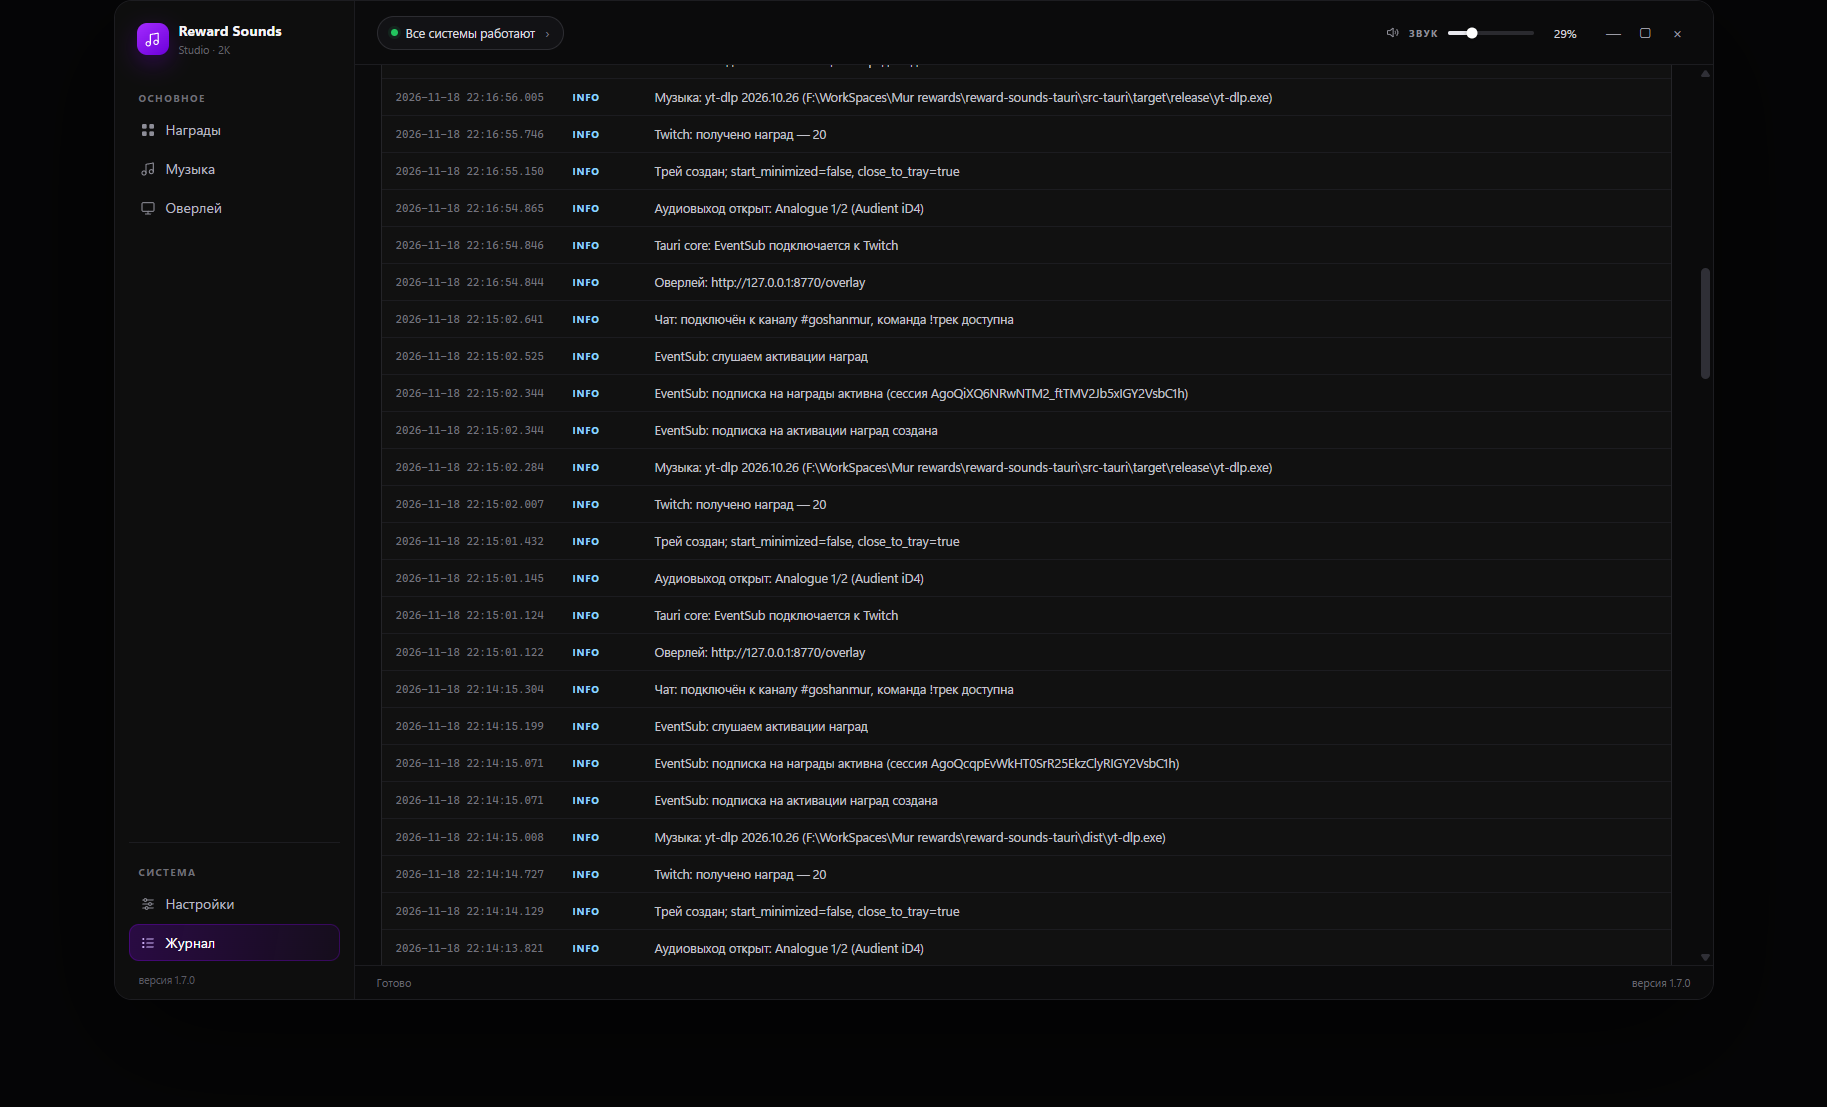 Reward Sounds
Studio · 2K
Все системы работают ›
ЗВУК
29%
ОСНОВНОЕ
Награды
Музыка
Оверлей
2026-11-18 22:16:56.005 INFO Музыка: yt-dlp 2026.10.26 (F:\WorkSpaces\Mur rewards\reward-sounds-tauri\src-tauri\target\release\yt-dlp.exe)
2026-11-18 22:16:55.746 INFO Twitch: получено наград — 20
2026-11-18 22:16:55.150 INFO Трей создан; start_minimized=false, close_to_tray=true
2026-11-18 22:16:54.865 INFO Аудиовыход открыт: Analogue 1/2 (Audient iD4)
2026-11-18 22:16:54.846 INFO Tauri core: EventSub подключается к Twitch
2026-11-18 22:16:54.844 INFO Оверлей: http://127.0.0.1:8770/overlay
2026-11-18 22:15:02.641 INFO Чат: подключён к каналу #goshanmur, команда !трек доступна
2026-11-18 22:15:02.525 INFO EventSub: слушаем активации наград
2026-11-18 22:15:02.344 INFO EventSub: подписка на награды активна (сессия AgoQiXQ6NRwNTM2_ftTMV2Jb5xIGY2VsbC1h)
2026-11-18 22:15:02.344 INFO EventSub: подписка на активации наград создана
2026-11-18 22:15:02.284 INFO Музыка: yt-dlp 2026.10.26 (F:\WorkSpaces\Mur rewards\reward-sounds-tauri\src-tauri\target\release\yt-dlp.exe)
2026-11-18 22:15:02.007 INFO Twitch: получено наград — 20
2026-11-18 22:15:01.432 INFO Трей создан; start_minimized=false, close_to_tray=true
2026-11-18 22:15:01.145 INFO Аудиовыход открыт: Analogue 1/2 (Audient iD4)
2026-11-18 22:15:01.124 INFO Tauri core: EventSub подключается к Twitch
2026-11-18 22:15:01.122 INFO Оверлей: http://127.0.0.1:8770/overlay
2026-11-18 22:14:15.304 INFO Чат: подключён к каналу #goshanmur, команда !трек доступна
2026-11-18 22:14:15.199 INFO EventSub: слушаем активации наград
2026-11-18 22:14:15.071 INFO EventSub: подписка на награды активна (сессия AgoQcqpEvWkHT0SrR25EkzClyRIGY2VsbC1h)
2026-11-18 22:14:15.071 INFO EventSub: подписка на активации наград создана
2026-11-18 22:14:15.008 INFO Музыка: yt-dlp 2026.10.26 (F:\WorkSpaces\Mur rewards\reward-sounds-tauri\dist\yt-dlp.exe)
2026-11-18 22:14:14.727 INFO Twitch: получено наград — 20
2026-11-18 22:14:14.129 INFO Трей создан; start_minimized=false, close_to_tray=true
2026-11-18 22:14:13.821 INFO Аудиовыход открыт: Analogue 1/2 (Audient iD4)
СИСТЕМА
Настройки
Журнал
версия 1.7.0
Готово
версия 1.7.0